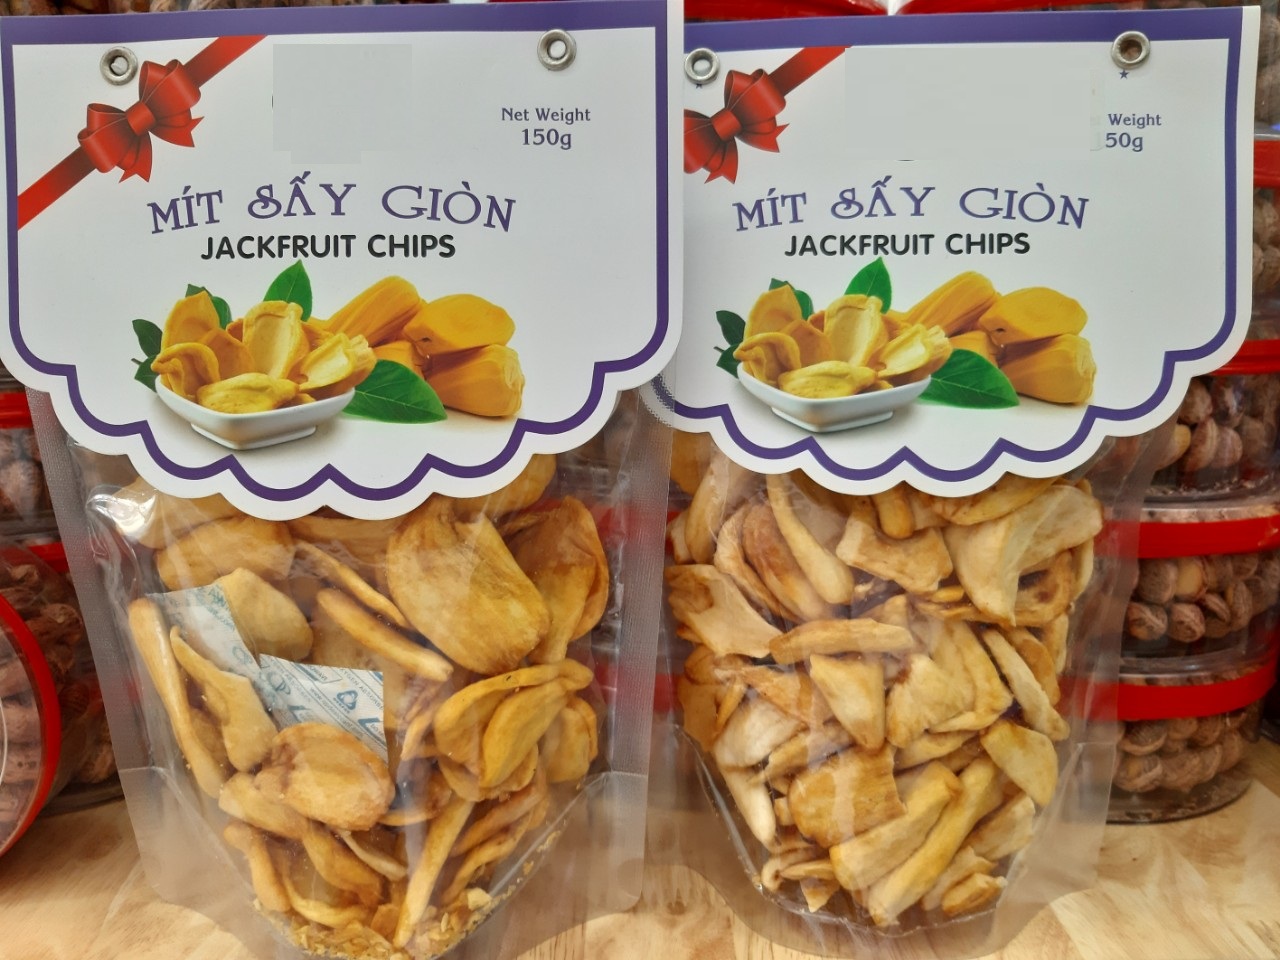 Net Weight
150g
MÍT SẤY GIÒN
JACKFRUIT CHIPS
Weight
50g
MÍT SẤY GIÒN
JACKFRUIT CHIPS